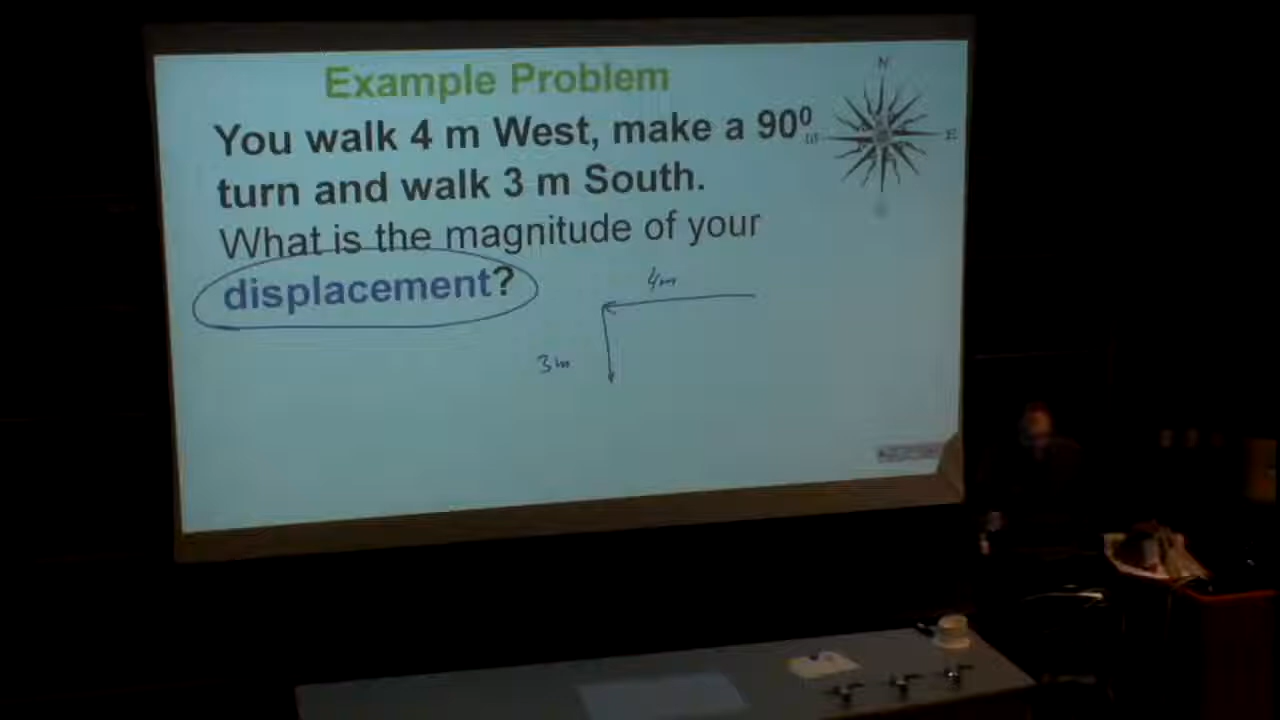 Example Problem
You walk 4 m West, make a 90⁰
turn and walk 3 m South.
What is the magnitude of your
displacement?
N
W
E
4m
3m